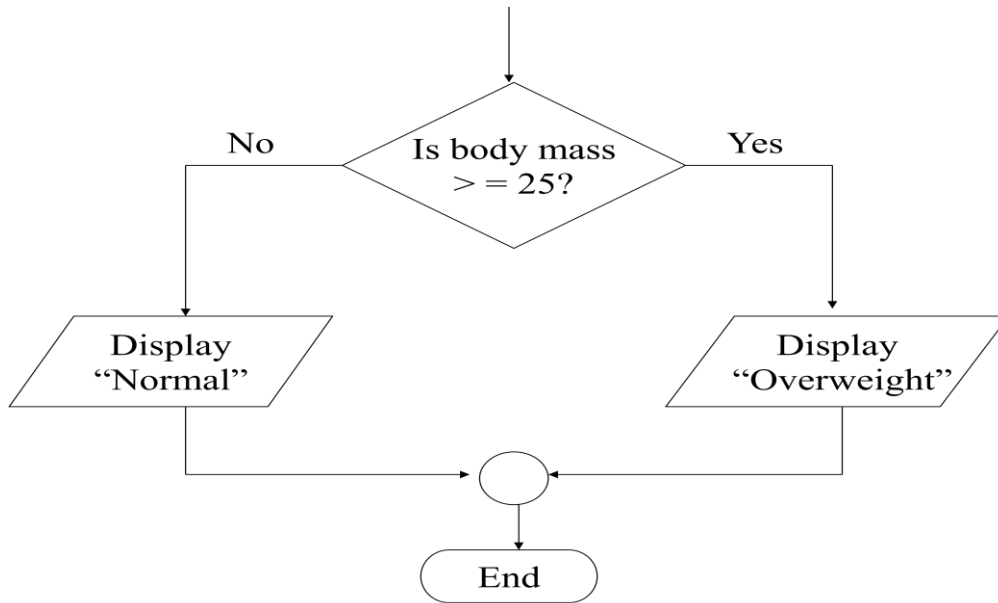 No
Yes
Is body mass
> = 25?
Display
“Normal”
Display
“Overweight”
End